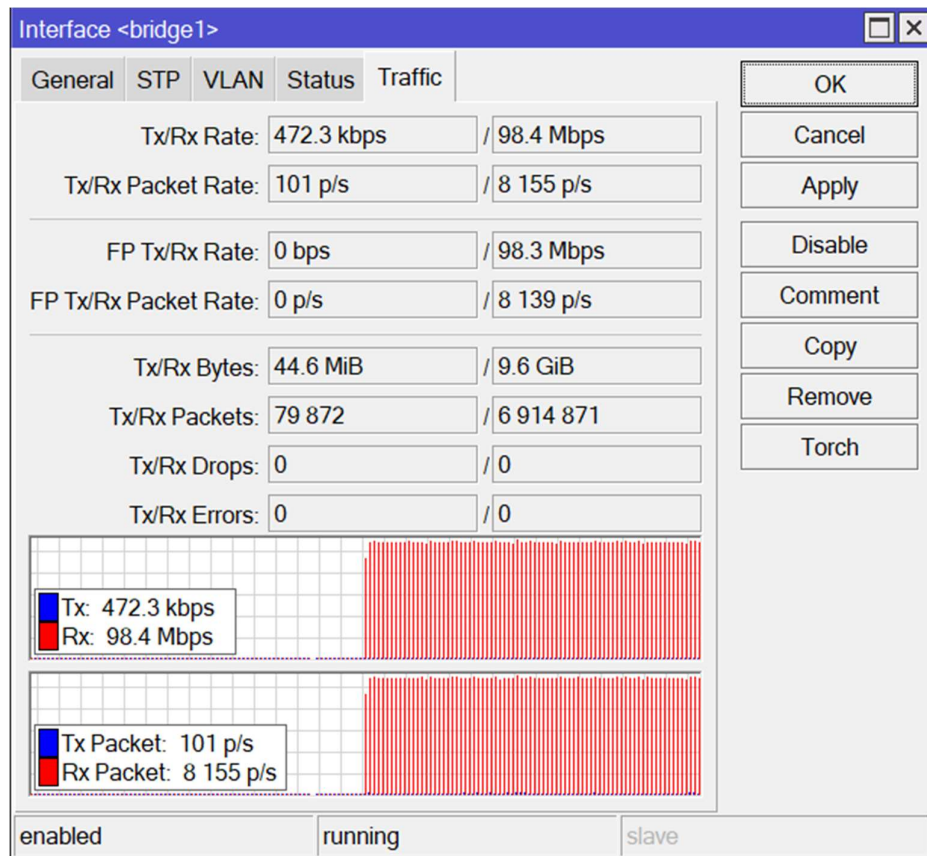 Interface <bridge1>
General STP VLAN Status Traffic
OK
Cancel
Apply
Disable
Comment
Copy
Remove
Torch
Tx/Rx Rate: 472.3 kbps / 98.4 Mbps
Tx/Rx Packet Rate: 101 p/s / 8 155 p/s
FP Tx/Rx Rate: 0 bps / 98.3 Mbps
FP Tx/Rx Packet Rate: 0 p/s / 8 139 p/s
Tx/Rx Bytes: 44.6 MiB / 9.6 GiB
Tx/Rx Packets: 79 872 / 6 914 871
Tx/Rx Drops: 0 / 0
Tx/Rx Errors: 0 / 0
Tx: 472.3 kbps
Rx: 98.4 Mbps
Tx Packet: 101 p/s
Rx Packet: 8 155 p/s
enabled running slave